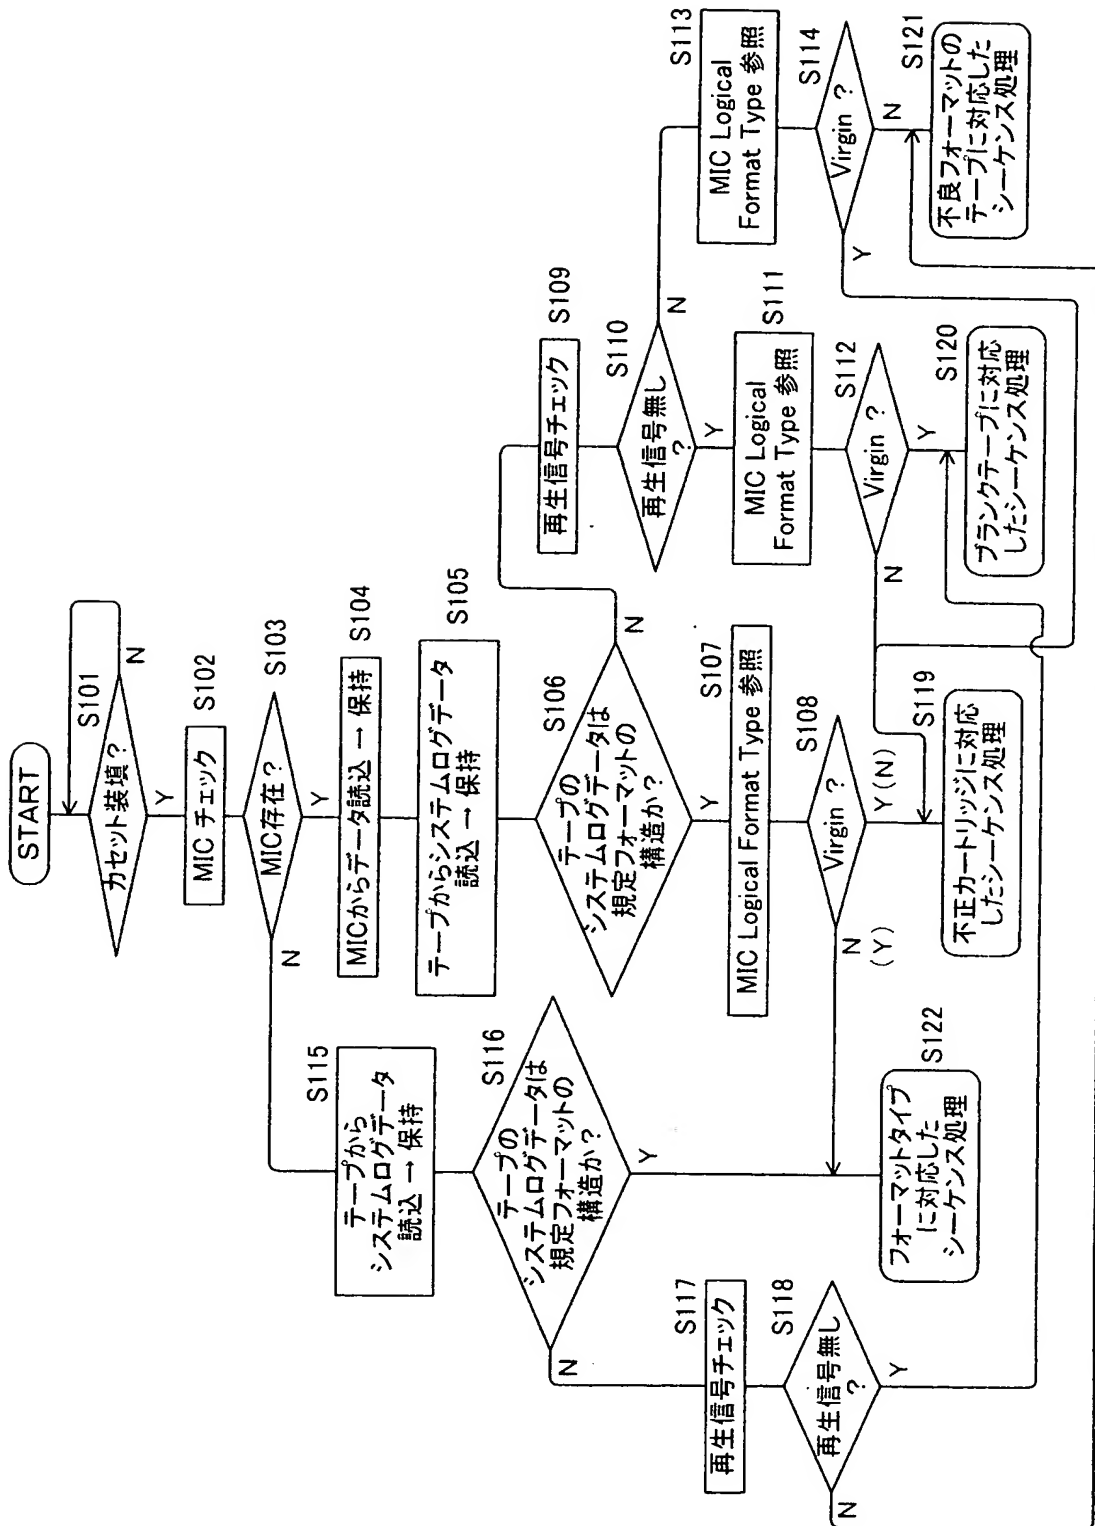 START
S101
カセット装填?
N
Y
S102
MIC チェック
S103
MIC存在?
N
Y
S104
MICからデータ読込 → 保持
S105
テープからシステムログデータ
読込 → 保持
S106
テープの
システムログデータは
規定フォーマットの
構造か?
N
Y
S107
MIC Logical Format Type 参照
S108
Virgin ?
N
(Y)
Y(N)
S109
再生信号チェック
S110
再生信号無し
?
N
Y
S111
MIC Logical
Format Type 参照
S112
Virgin ?
N
Y
S113
MIC Logical
Format Type 参照
S114
Virgin ?
Y
N
S115
テープから
システムログデータ
読込 → 保持
S116
テープの
システムログデータは
規定フォーマットの
構造か?
N
Y
S117
再生信号チェック
S118
再生信号無し
?
N
Y
S122
フォーマットタイプ
に対応した
シーケンス処理
S119
不正カートリッジに対応
したシーケンス処理
S120
ブランクテープに対応
したシーケンス処理
S121
不良フォーマットの
テープに対応した
シーケンス処理